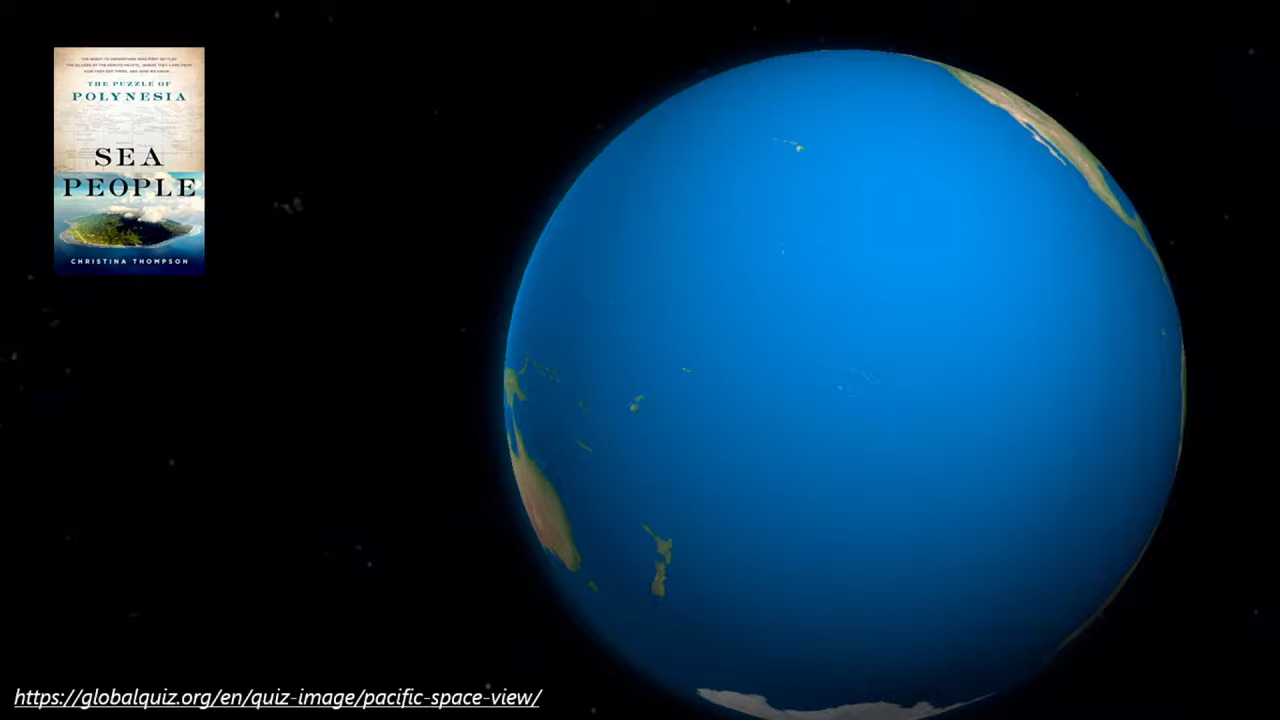 THE PUZZLE OF
POLYNESIA
SEA
PEOPLE
CHRISTINA THOMPSON
https://globalquiz.org/en/quiz-image/pacific-space-view/